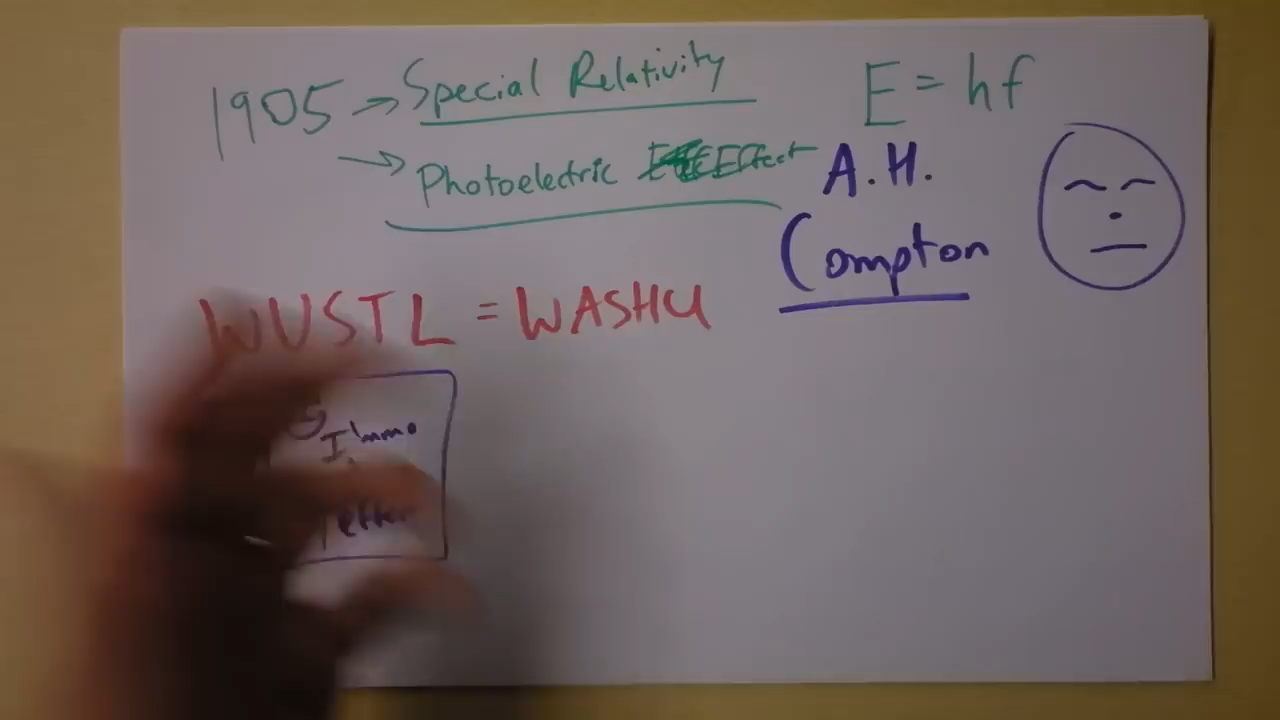 1905 → Special Relativity
→ Photoelectric Effect
E = hf
A.H.
Compton
WUSTL = WASHU